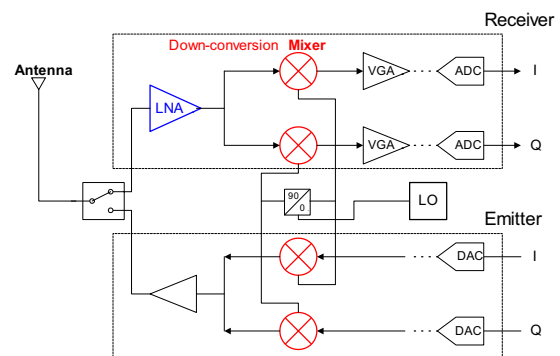 Receiver
Down-conversion Mixer
Antenna
LNA
VGA
ADC
I
VGA
ADC
Q
90
0
LO
Emitter
DAC
I
DAC
Q